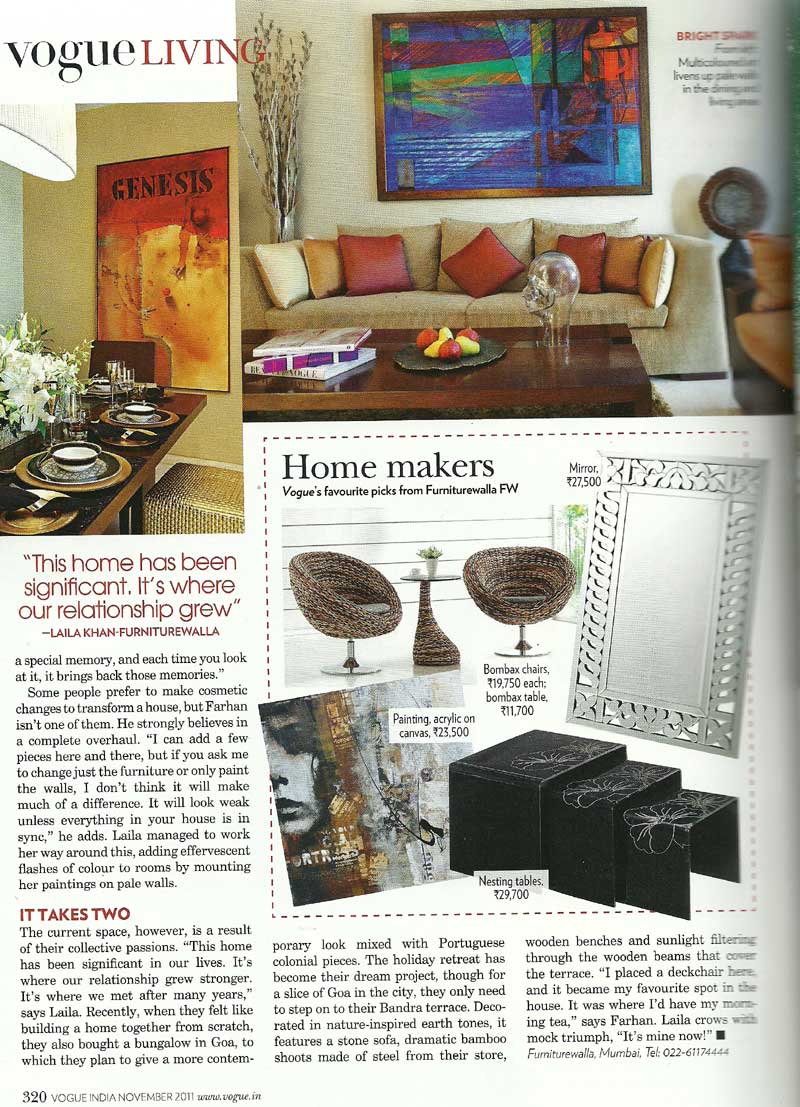 vogue LIVING
BRIGHT
Multicoloured
livens up pale
in the dining and
living areas
GENESIS
VOGUE
Home makers
Vogue's favourite picks from Furniturewalla FW
Mirror,
₹27,500
"This home has been
significant. It's where
our relationship grew"
—LAILA KHAN-FURNITUREWALLA
Bombax chairs,
₹19,750 each;
bombax table,
₹11,700
Painting, acrylic on
canvas, ₹23,500
Nesting tables,
₹29,700
a special memory, and each time you look
at it, it brings back those memories."
Some people prefer to make cosmetic
changes to transform a house, but Farhan
isn't one of them. He strongly believes in
a complete overhaul. "I can add a few
pieces here and there, but if you ask me
to change just the furniture or only paint
the walls, I don't think it will make
much of a difference. It will look weak
unless everything in your house is in
sync," he adds. Laila managed to work
her way around this, adding effervescent
flashes of colour to rooms by mounting
her paintings on pale walls.
IT TAKES TWO
The current space, however, is a result
of their collective passions. "This home
has been significant in our lives. It's
where our relationship grew stronger.
It's where we met after many years,"
says Laila. Recently, when they felt like
building a home together from scratch,
they also bought a bungalow in Goa, to
which they plan to give a more contem-
porary look mixed with Portuguese
colonial pieces. The holiday retreat has
become their dream project, though for
a slice of Goa in the city, they only need
to step on to their Bandra terrace. Deco-
rated in nature-inspired earth tones, it
features a stone sofa, dramatic bamboo
shoots made of steel from their store,
wooden benches and sunlight filtering
through the wooden beams that cover
the terrace. "I placed a deckchair here,
and it became my favourite spot in the
house. It was where I'd have my morn-
ing tea," says Farhan. Laila crows with
mock triumph, "It's mine now!" ■
Furniturewalla, Mumbai, Tel: 022-61174444
320 VOGUE INDIA NOVEMBER 2011 www.vogue.in